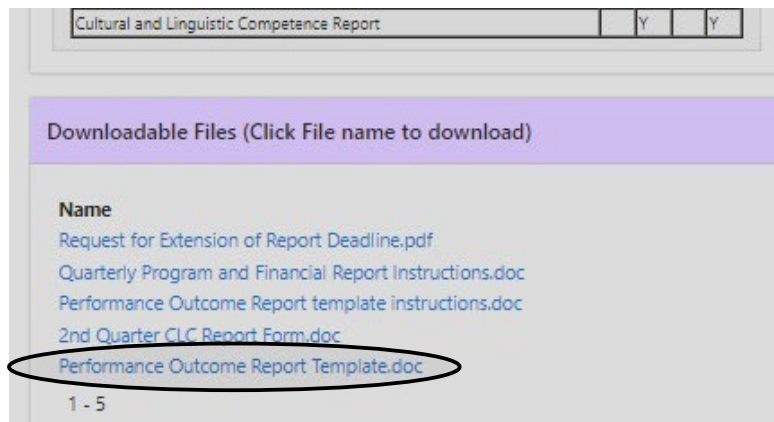 Cultural and Linguistic Competence Report Y Y
Downloadable Files (Click File name to download)
Name
Request for Extension of Report Deadline.pdf
Quarterly Program and Financial Report Instructions.doc
Performance Outcome Report template instructions.doc
2nd Quarter CLC Report Form.doc
Performance Outcome Report Template.doc
1 - 5